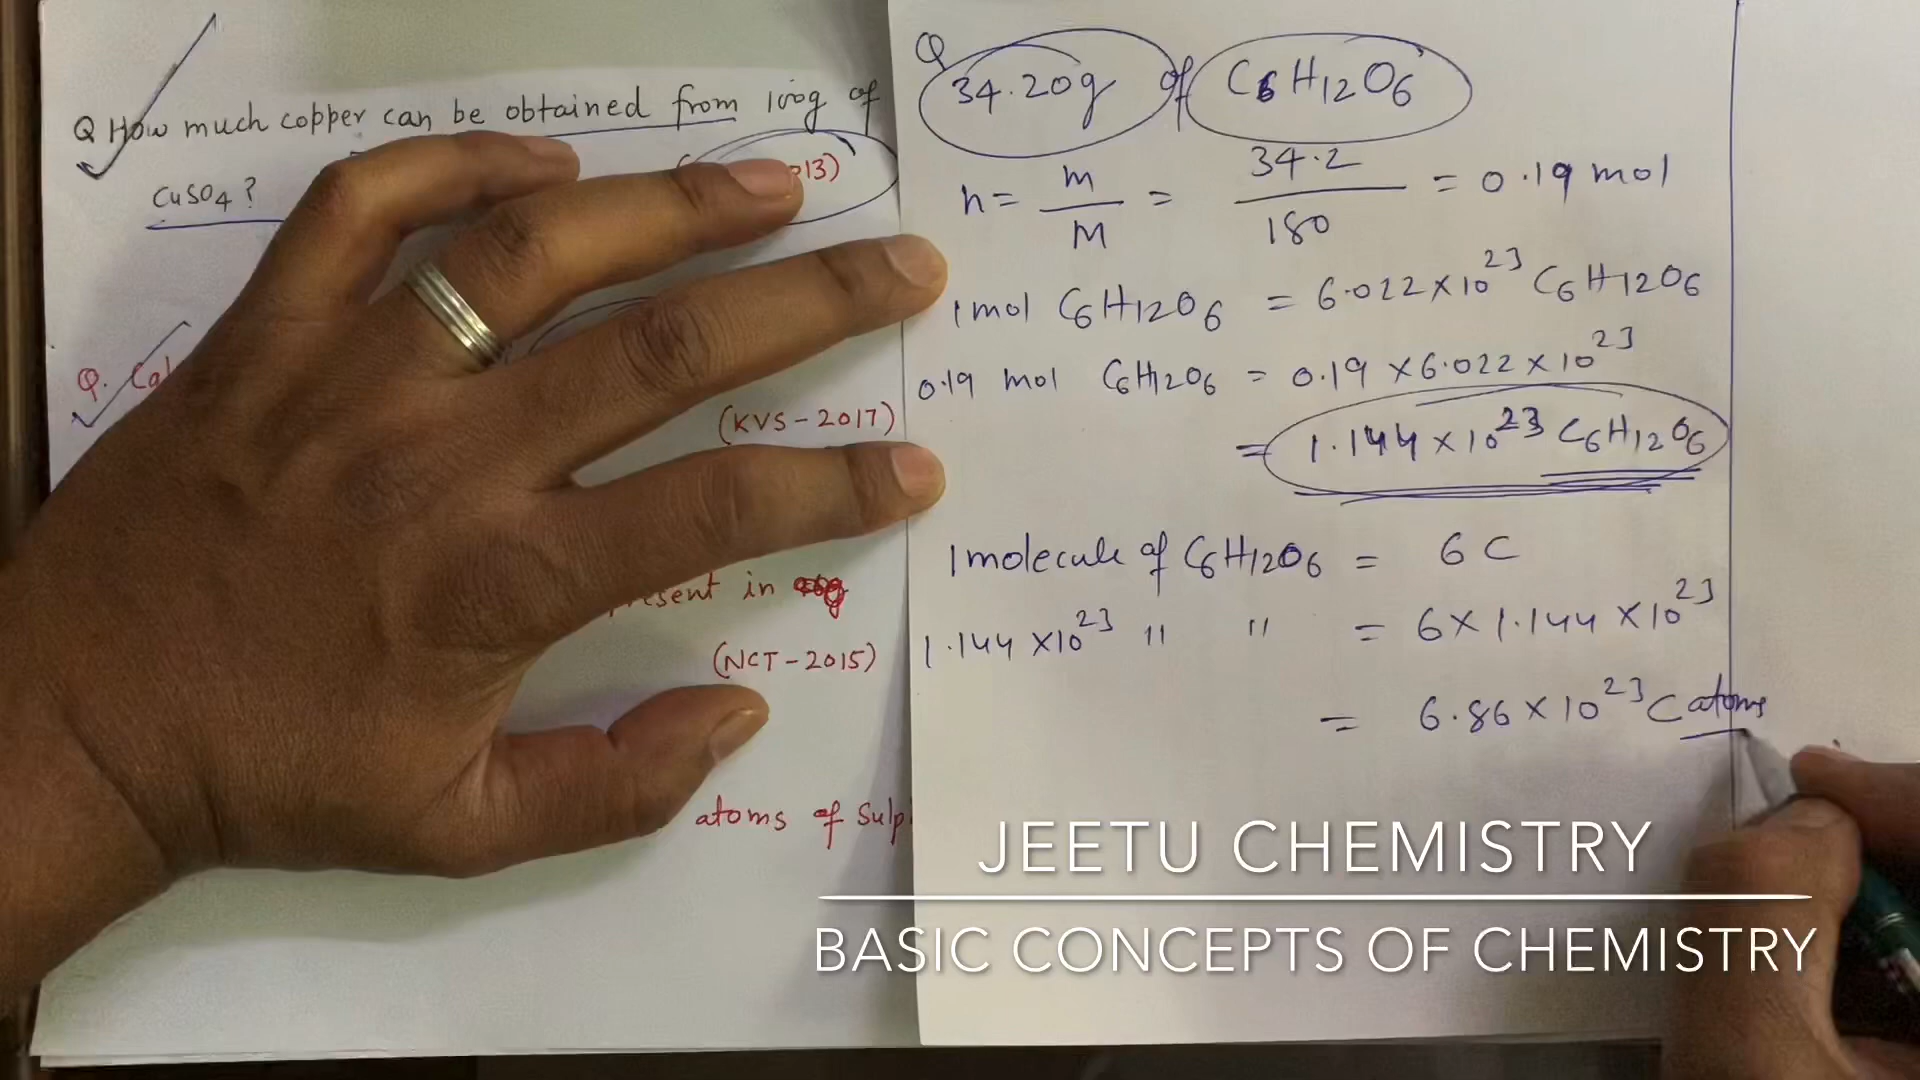 Q How much copper can be obtained from 100g of
CuSO4?
013)
Q. Cal
(KVS-2017)
present in
(NCT-2015)
atoms of Sulp
Q
34.20g of C6H12O6
n = m/M = 34.2/180 = 0.19 mol
1 mol C6H12O6 = 6.022×10^23 C6H12O6
0.19 mol C6H12O6 = 0.19 ×6.022×10^23
= 1.144×10^23 C6H12O6
1 molecule of C6H12O6 = 6 C
1.144×10^23 " " = 6×1.144×10^23
= 6.86×10^23 C atoms
JEETU CHEMISTRY
BASIC CONCEPTS OF CHEMISTRY